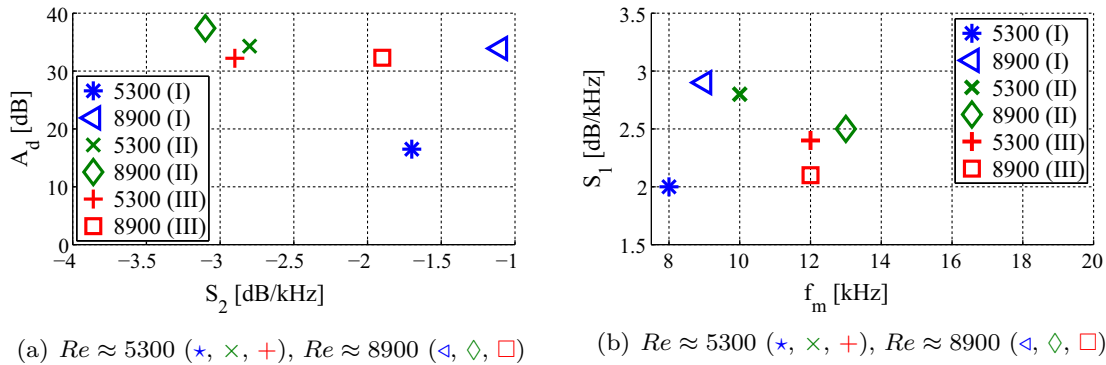 60
50
40
30
20
10
0
A_d [dB]
−4 −3.5 −3 −2.5 −2 −1.5 −1
S_2 [dB/kHz]
5300 (I)
8900 (I)
5300 (II)
8900 (II)
5300 (III)
8900 (III)
(a) Re ≈ 5300 (⋆, ×, +), Re ≈ 8900 (◁, ◇, □)
3.5
3
2.5
2
1.5
S_1 [dB/kHz]
8 10 12 14 16 18 20
f_m [kHz]
5300 (I)
8900 (I)
5300 (II)
8900 (II)
5300 (III)
8900 (III)
(b) Re ≈ 5300 (⋆, ×, +), Re ≈ 8900 (◁, ◇, □)